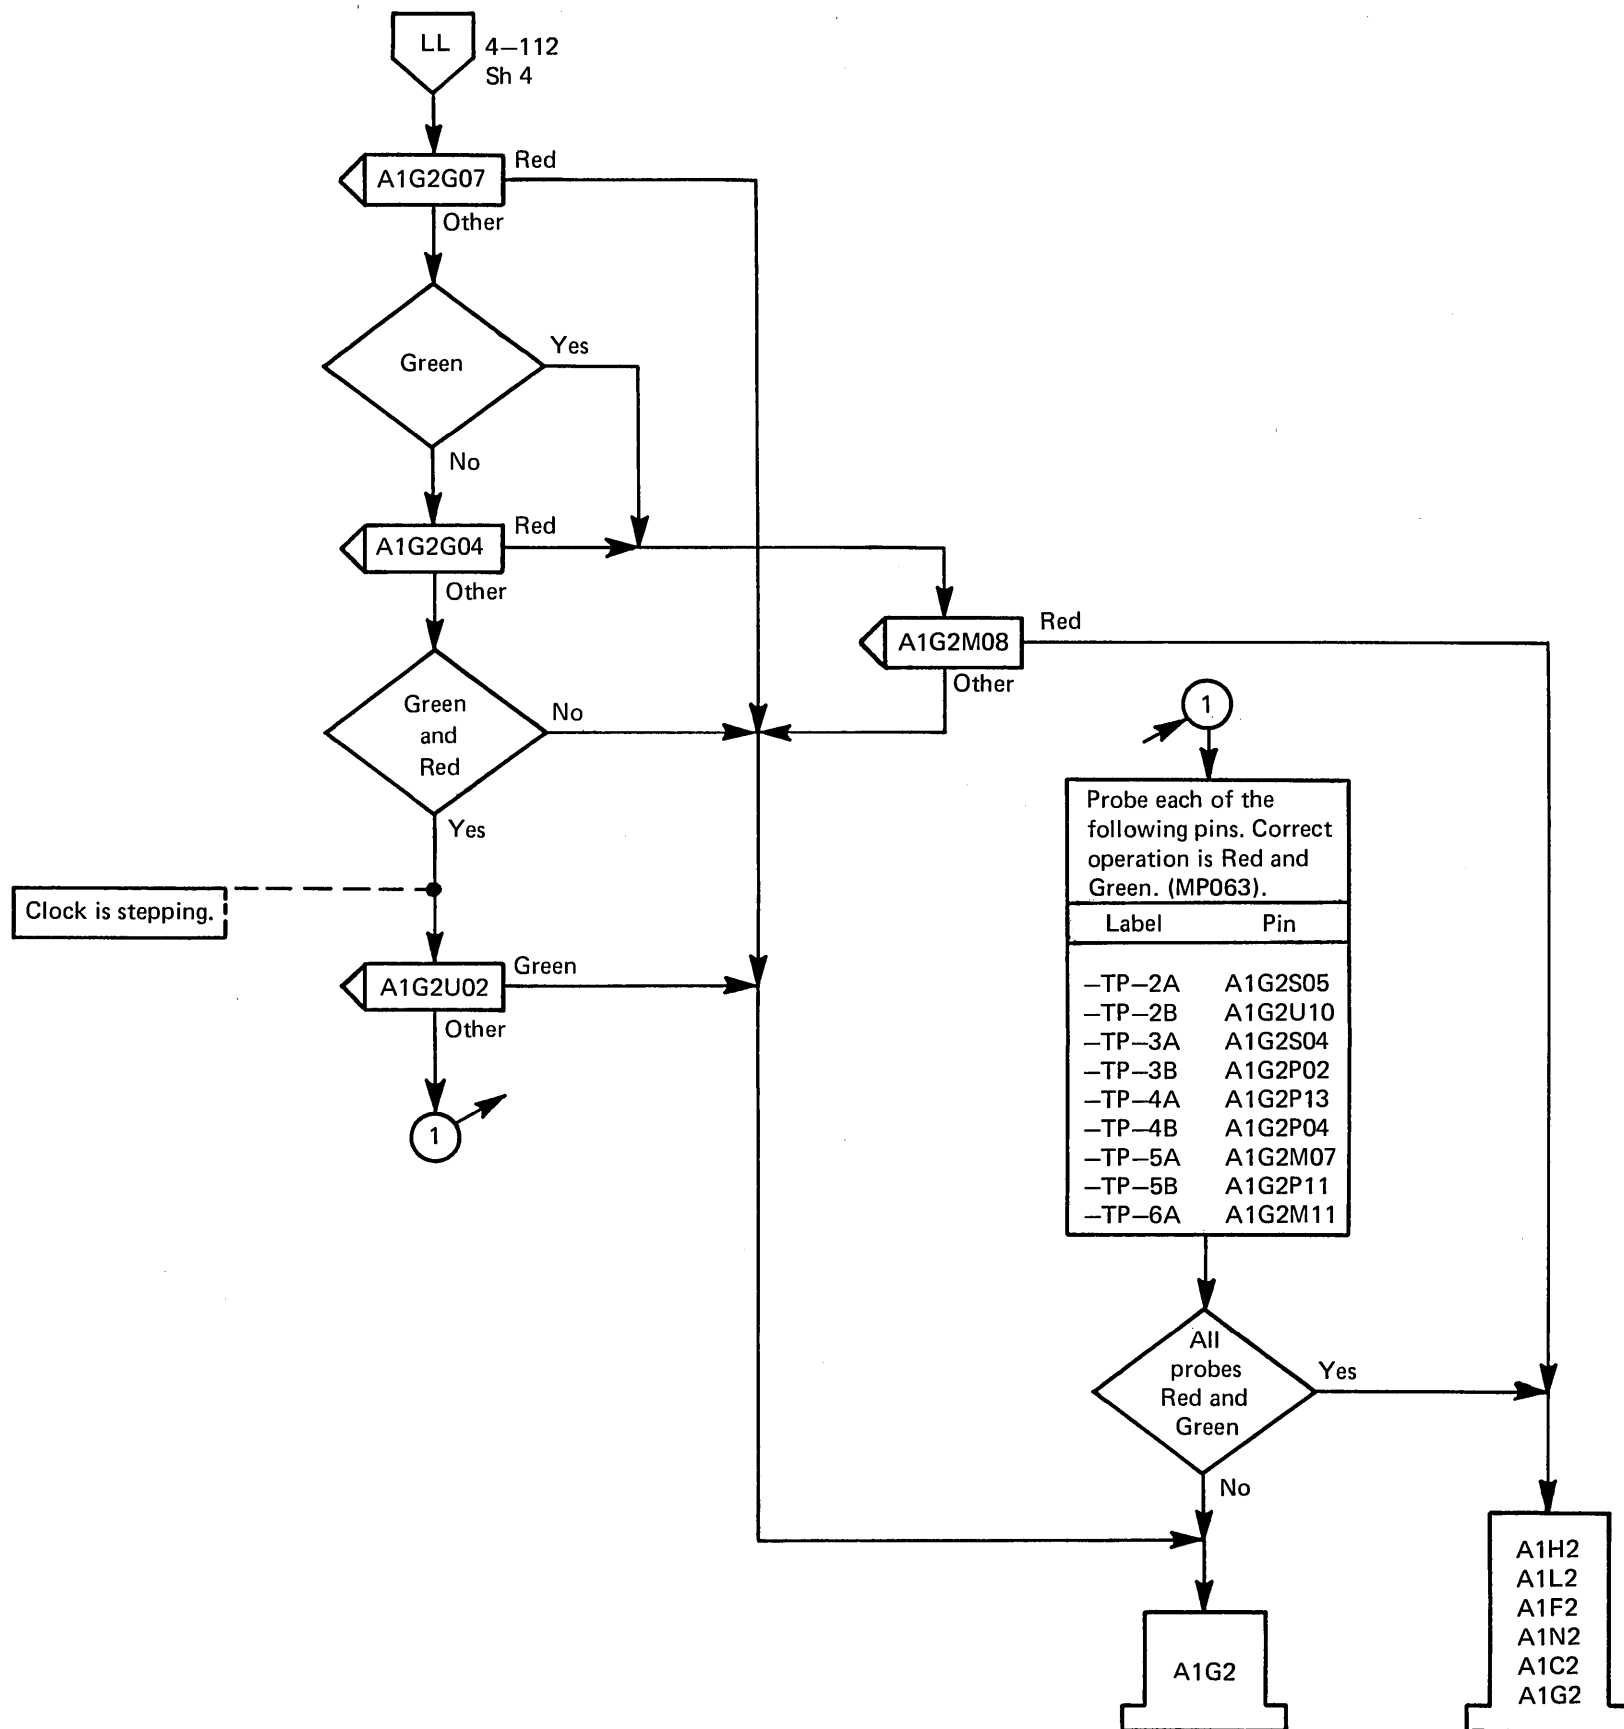 LL
4–112
Sh 4
A1G2G07
Red
Other
Green
Yes
No
A1G2G04
Red
Other
A1G2M08
Red
Other
Green
and
Red
No
Yes
Clock is stepping.
A1G2U02
Green
Other
1
1
Probe each of the
following pins. Correct
operation is Red and
Green. (MP063).
Label Pin
–TP–2A A1G2S05
–TP–2B A1G2U10
–TP–3A A1G2S04
–TP–3B A1G2P02
–TP–4A A1G2P13
–TP–4B A1G2P04
–TP–5A A1G2M07
–TP–5B A1G2P11
–TP–6A A1G2M11
All
probes
Red and
Green
Yes
No
A1G2
A1H2
A1L2
A1F2
A1N2
A1C2
A1G2